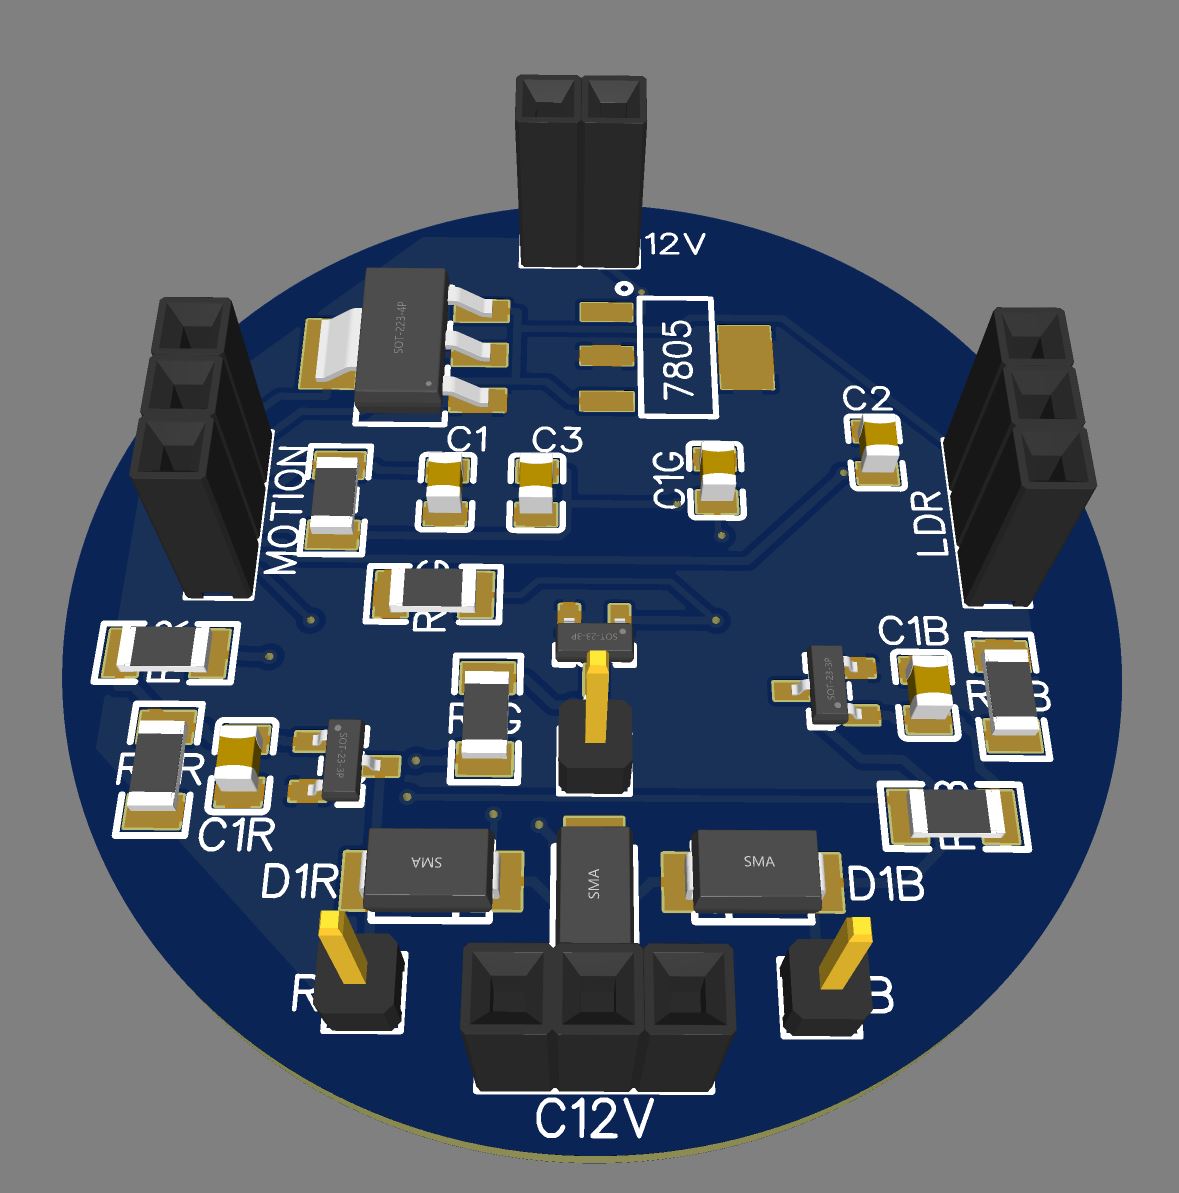 12V
SOT-223-4P
7805
C2
C1
C3
C1G
MOTION
LDR
SOT-23-3P
C1B
SOT-23-3P
SOT-23-3P
C1R
SMA
SMA
SMA
D1R
D1B
R
B
C12V